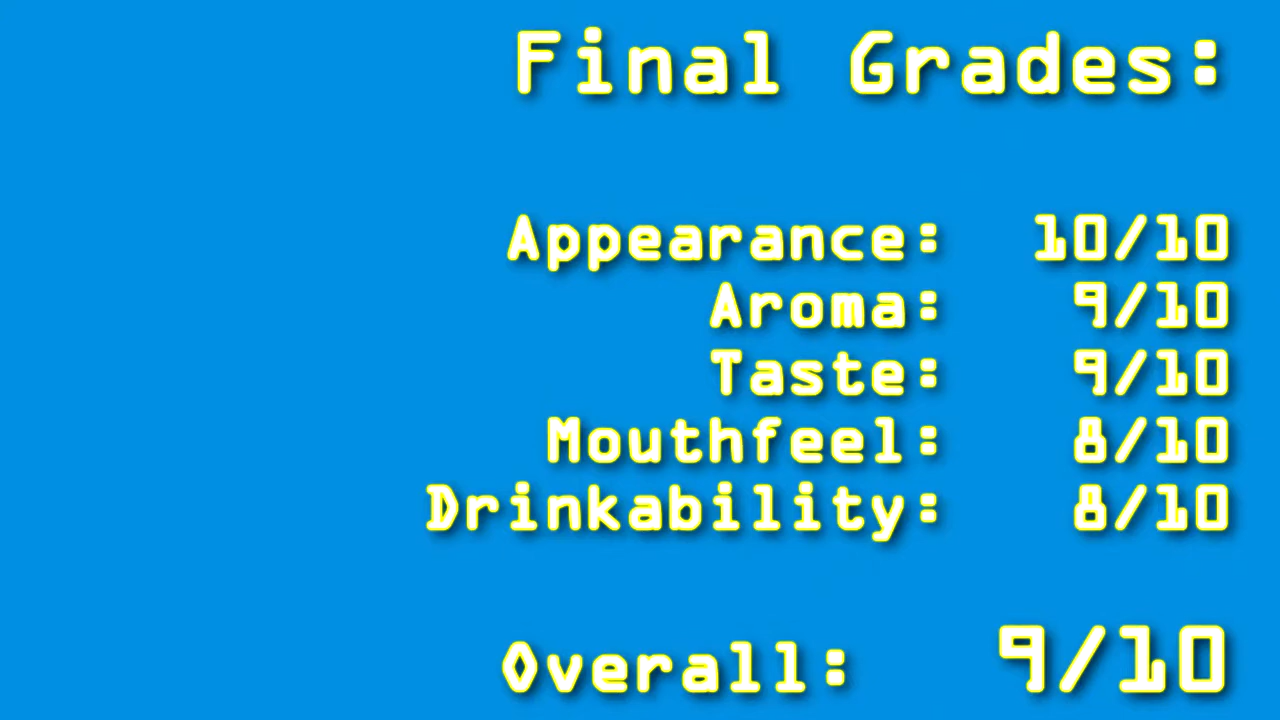 Final Grades:
Appearance: 10/10
Aroma: 9/10
Taste: 9/10
Mouthfeel: 8/10
Drinkability: 8/10
Overall: 9/10